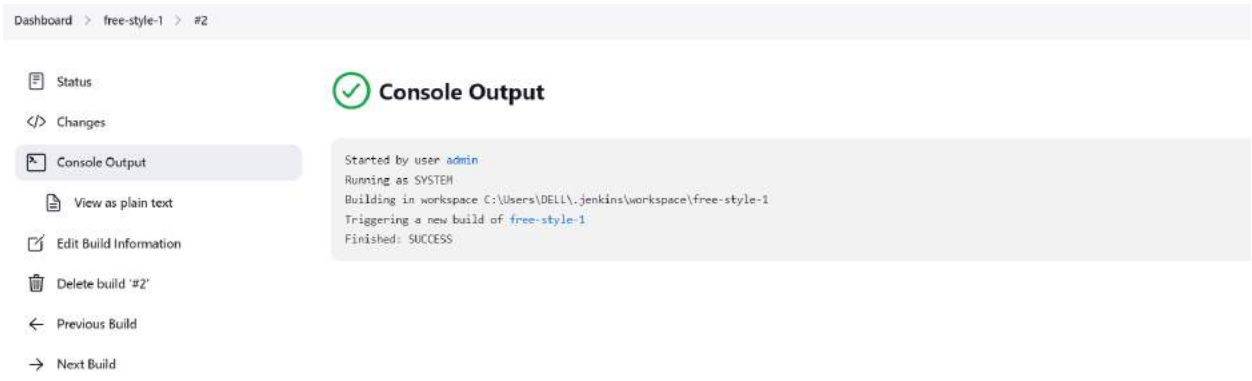 Dashboard > free-style-1 > #2
Status
</> Changes
Console Output
View as plain text
Edit Build Information
Delete build '#2'
Previous Build
Next Build
Console Output
Started by user admin
Running as SYSTEM
Building in workspace C:\Users\DELL\.jenkins\workspace\free-style-1
Triggering a new build of free-style-1
Finished: SUCCESS